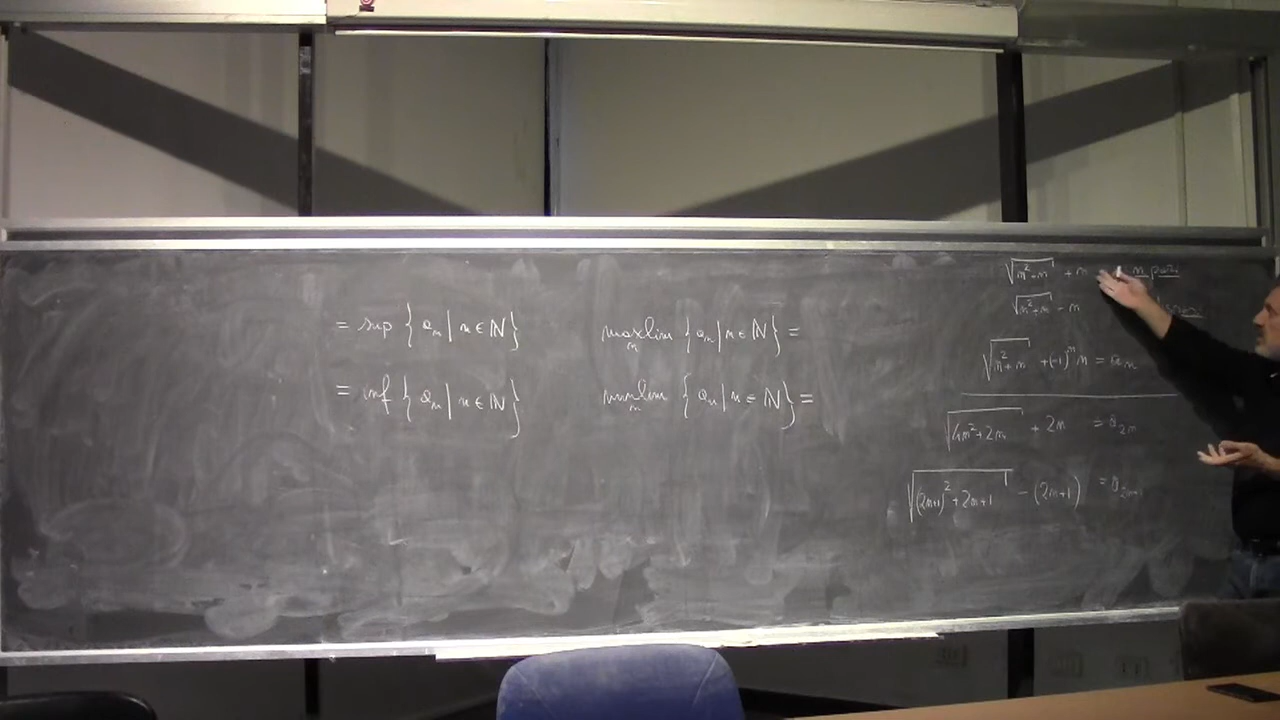 = sup { a_n | n ∈ ℕ }
= inf { a_n | n ∈ ℕ }
maxlim_n { a_n | n ∈ ℕ } =
minlim_n { a_n | n ∈ ℕ } =
√(n²+n) + n n pari
√(n²+n) - n
√(n²+n) + (-1)ⁿ n = a_n
√(4n²+2n) + 2n = a_2n
√((2n+1)²+2n+1) - (2n+1) = a_2n+1